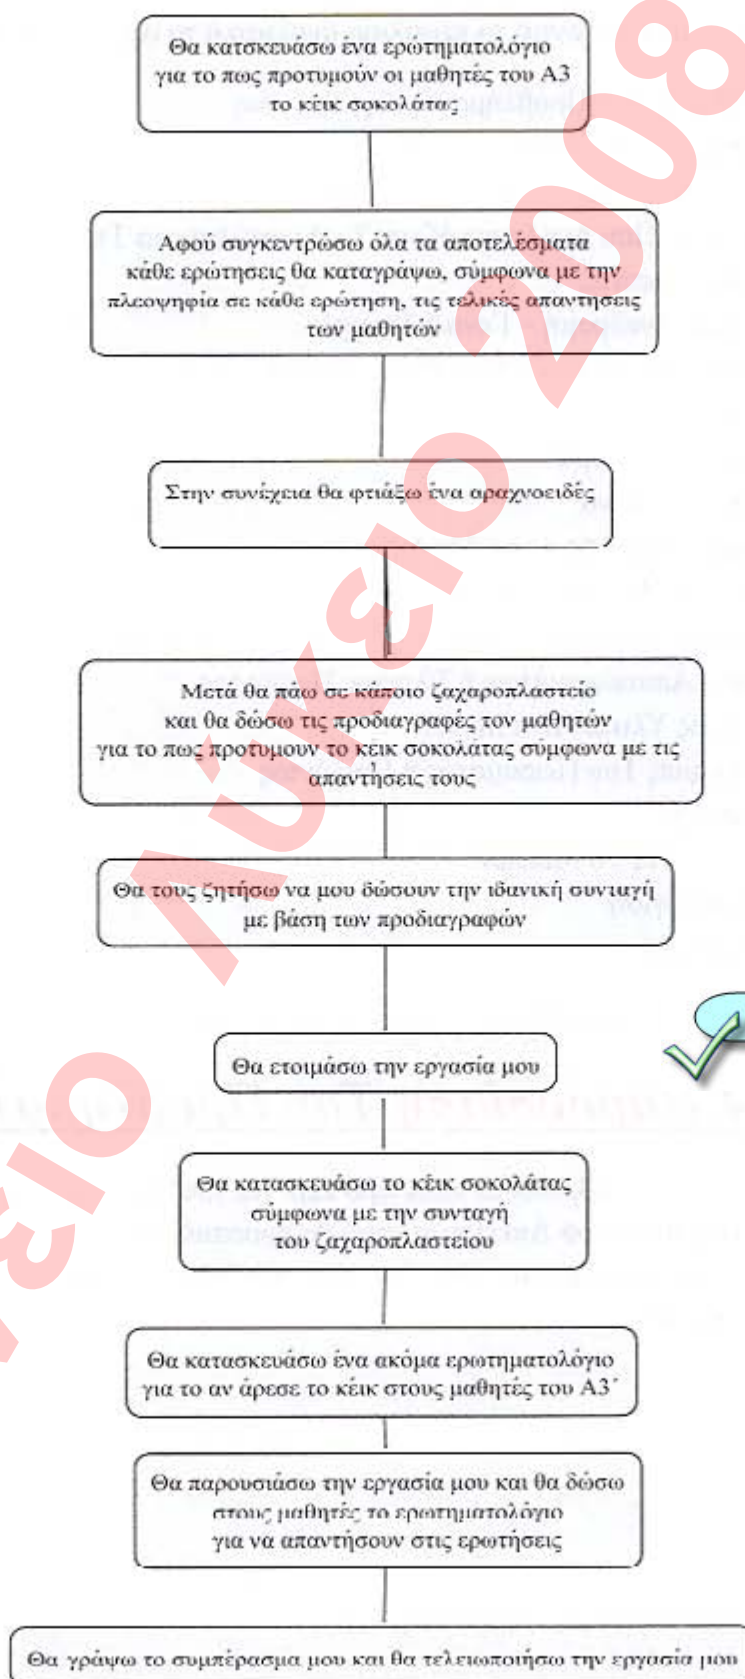 Θα κατσκευάσω ένα ερωτηματολόγιο
για το πως προτυμούν οι μαθητές του Α3
το κέικ σοκολάτας
Αφού συγκεντρώσω όλα τα αποτελέσματα
κάθε ερώτησεις θα καταγράψω, σύμφωνα με την
πλεοψηφία σε κάθε ερώτηση, τις τελικές απαντησεις
των μαθητών
Στην συνέχεια θα φτιάξω ένα αραχνοειδές
Μετά θα πάω σε κάποιο ζαχαροπλαστείο
και θα δώσω τις προδιαγραφές τον μαθητών
για το πως προτυμουν το κέικ σοκολατας σύμφωνα με τις
απαντήσεις τους
Θα τους ζητήσω να μου δώσουν την ιδανική συνταγή
με βάση των προδιαγραφών
Θα ετοιμάσω την εργασία μου
Θα κατασκευάσω το κέικ σοκολάτας
σύμφωνα με την συνταγή
του ζαχαροπλαστείου
Θα κατασκευάσω ένα ακόμα ερωτηματολόγιο
για το αν άρεσε το κέικ στους μαθητές του Α3΄
Θα παρουσιάσω την εργασία μου και θα δώσω
στους μαθητές το ερωτηματολόγιο
για να απαντήσουν στις ερωτήσεις
Θα γράψω το συμπέρασμα μου και θα τελειωποιήσω την εργασία μου
Λύκειο 2008